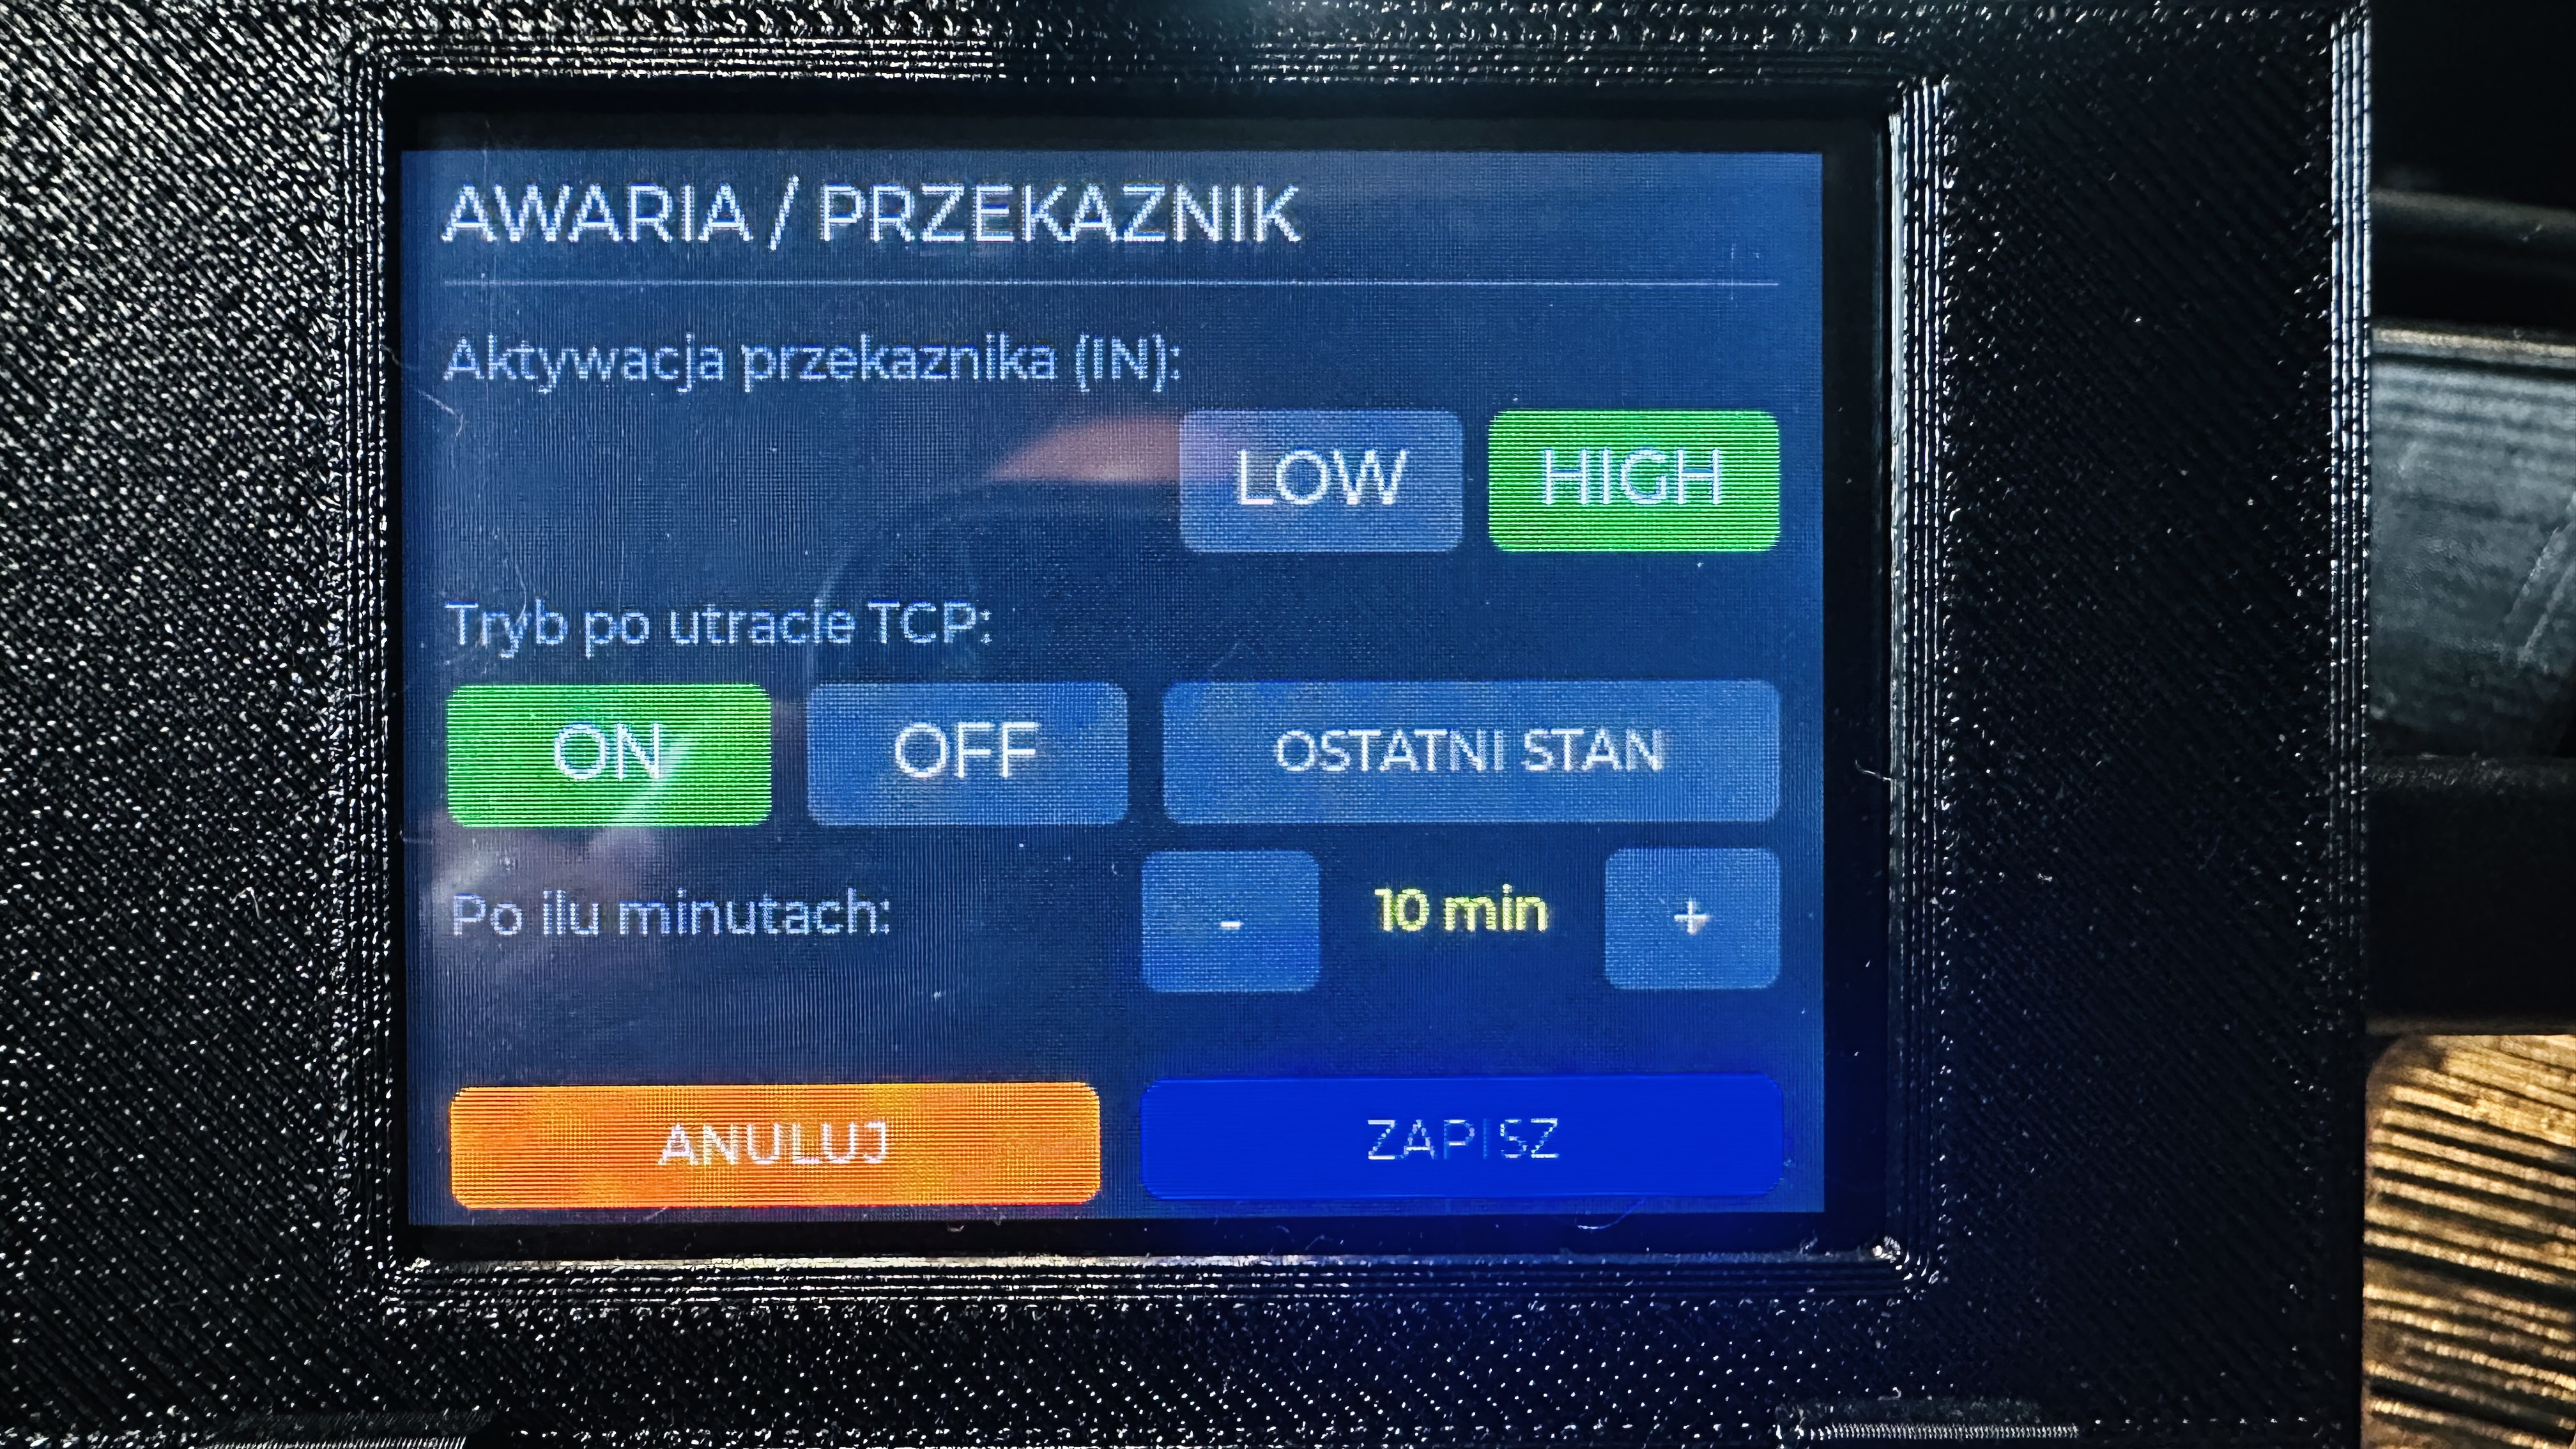 AWARIA / PRZEKAZNIK
Aktywacja przekaznika (IN):
LOW HIGH
Tryb po utracie TCP:
ON OFF OSTATNI STAN
Po ilu minutach: - 10 min +
ANULUJ ZAPISZ